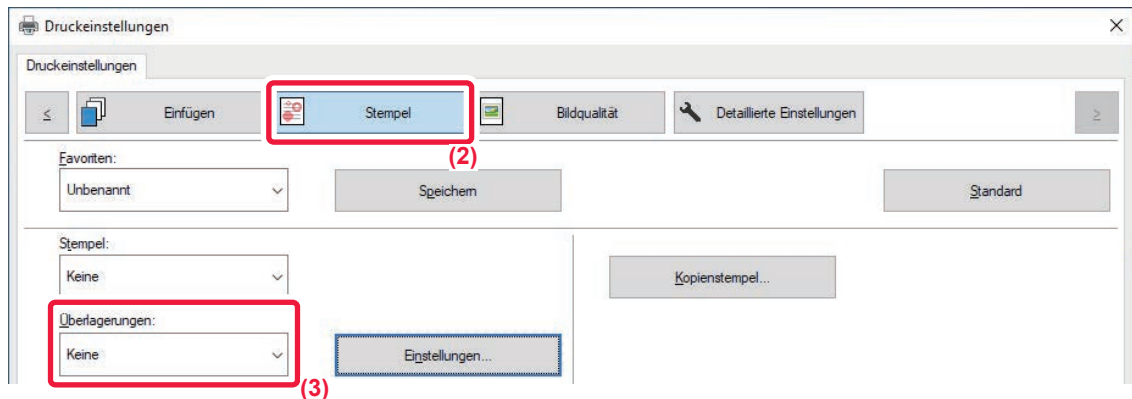 Druckeinstellungen
Druckeinstellungen
≤ Einfügen Stempel Bildqualität Detaillierte Einstellungen ≥
(2)
Favoriten:
Unbenannt Speichern Standard
Stempel:
Keine Kopienstempel...
Überlagerungen:
Keine Einstellungen...
(3)